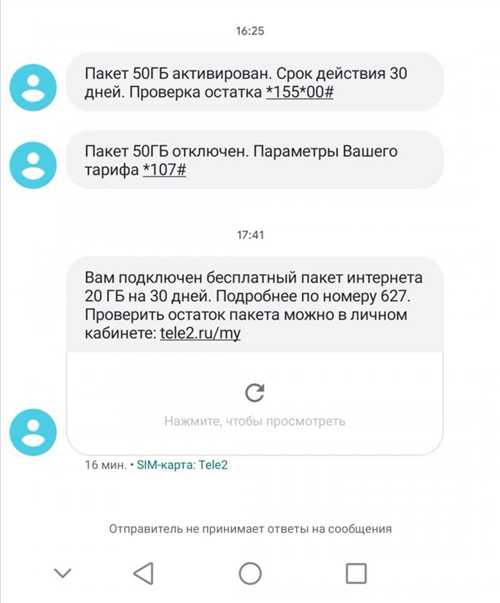 16:25
Пакет 50ГБ активирован. Срок действия 30
дней. Проверка остатка *155*00#
Пакет 50ГБ отключен. Параметры Вашего
тарифа *107#
17:41
Вам подключен бесплатный пакет интернета
20 ГБ на 30 дней. Подробнее по номеру 627.
Проверить остаток пакета можно в личном
кабинете: tele2.ru/my
Нажмите, чтобы просмотреть
16 мин. • SIM-карта: Tele2
Отправитель не принимает ответы на сообщения